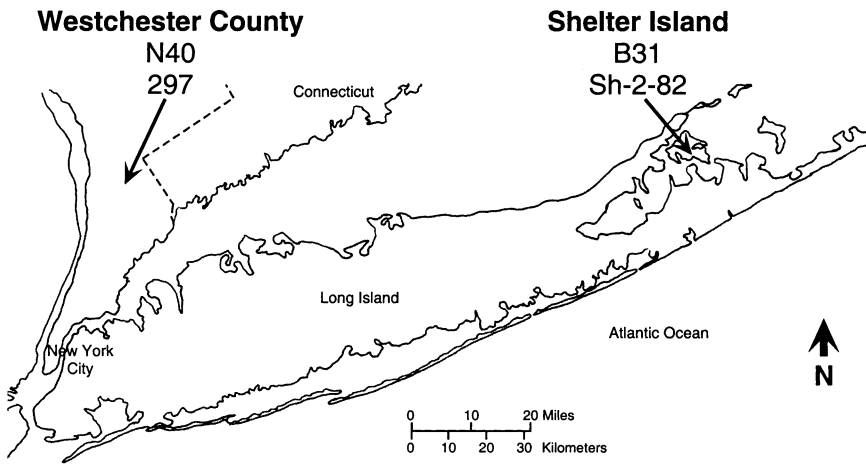 Westchester County
N40
297
Shelter Island
B31
Sh-2-82
Connecticut
Long Island
New York
City
Atlantic Ocean
N
0 10 20 Miles
0 10 20 30 Kilometers